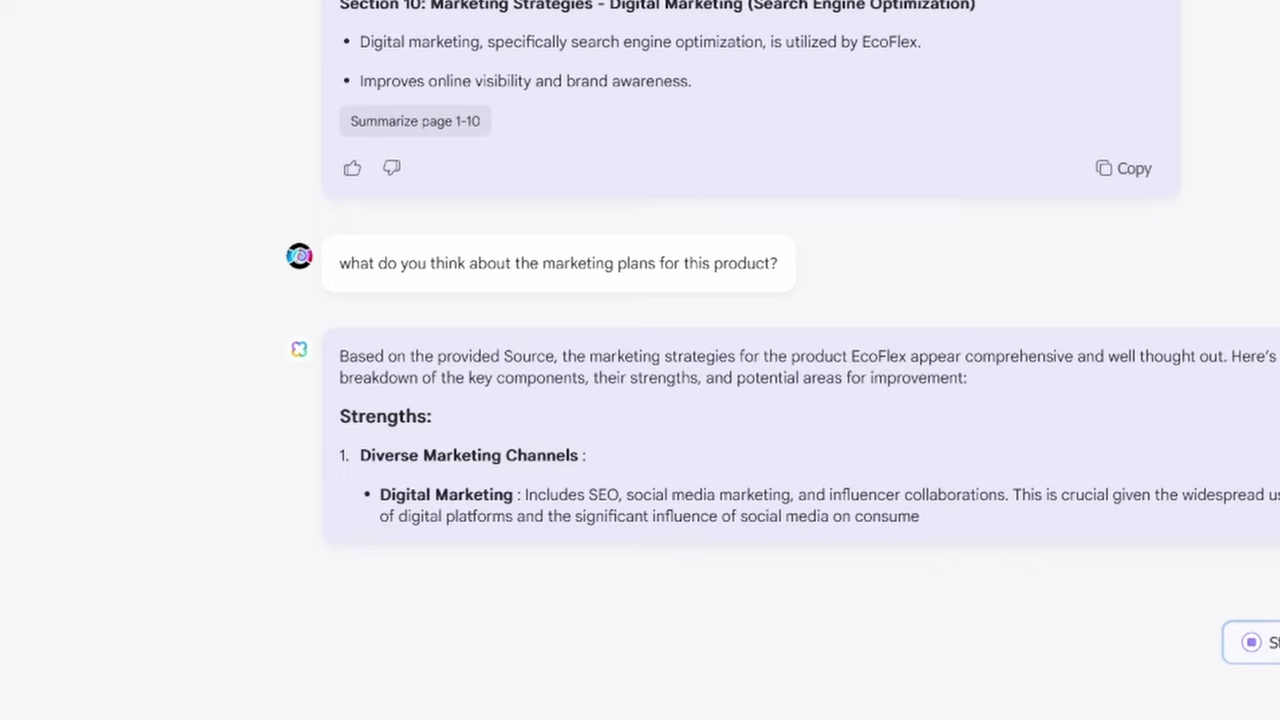 Section 10: Marketing Strategies - Digital Marketing (Search Engine Optimization)
• Digital marketing, specifically search engine optimization, is utilized by EcoFlex.
• Improves online visibility and brand awareness.
Summarize page 1-10
Copy
what do you think about the marketing plans for this product?
Based on the provided Source, the marketing strategies for the product EcoFlex appear comprehensive and well thought out. Here's
breakdown of the key components, their strengths, and potential areas for improvement:
Strengths:
1. Diverse Marketing Channels :
• Digital Marketing : Includes SEO, social media marketing, and influencer collaborations. This is crucial given the widespread
of digital platforms and the significant influence of social media on consume